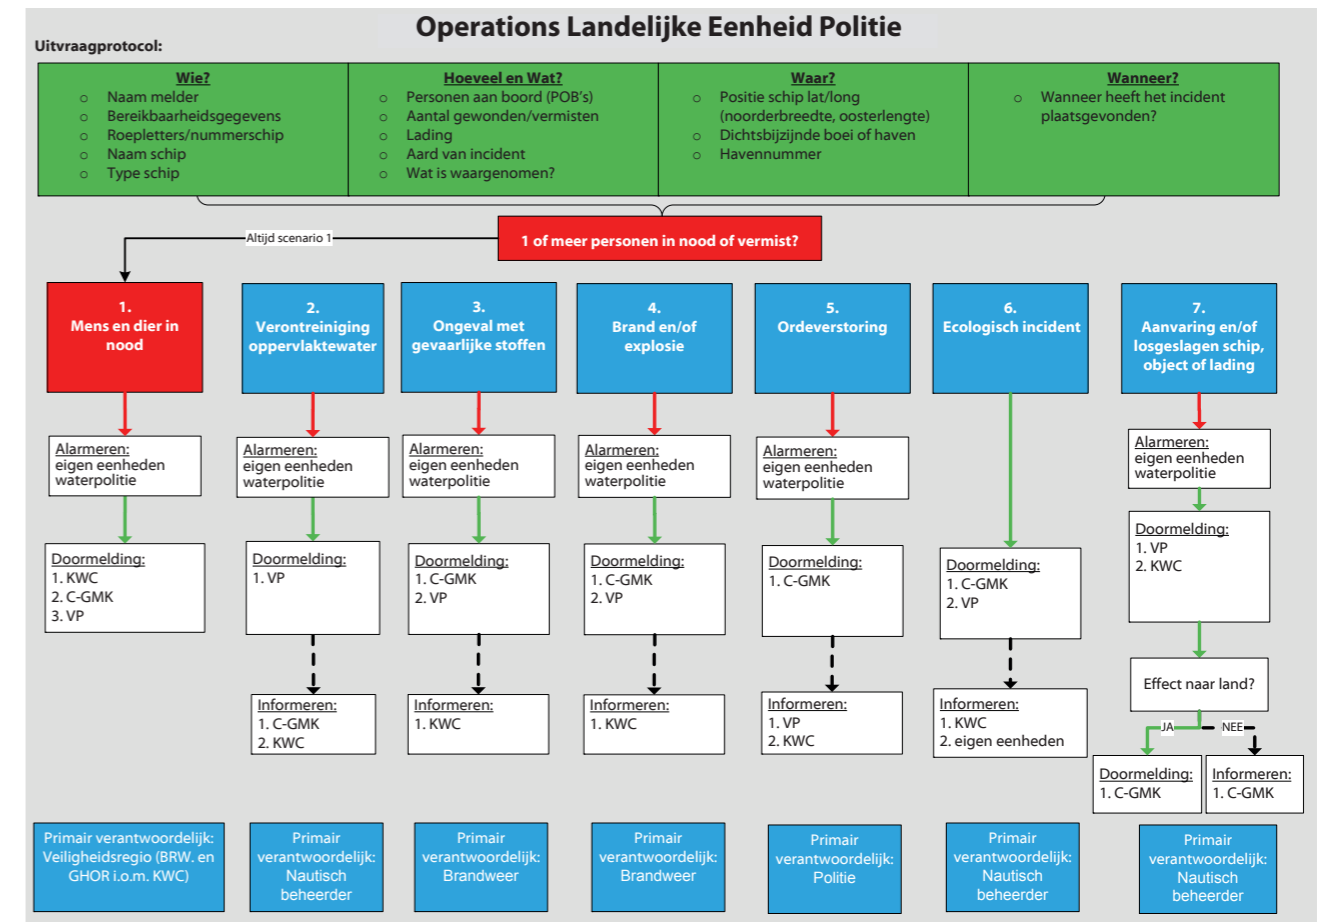 Operations Landelijke Eenheid Politie
Uitvraagprotocol:
Wie?
o Naam melder
o Bereikbaarheidsgegevens
o Roepletters/nummerschip
o Naam schip
o Type schip
Hoeveel en Wat?
o Personen aan boord (POB's)
o Aantal gewonden/vermisten
o Lading
o Aard van incident
o Wat is waargenomen?
Waar?
o Positie schip lat/long
(noorderbreedte, oosterlengte)
o Dichtsbijzijnde boei of haven
o Havennummer
Wanneer?
o Wanneer heeft het incident
plaatsgevonden?
Altijd scenario 1
1 of meer personen in nood of vermist?
1.
Mens en dier in
nood
2.
Verontreiniging
oppervlaktewater
3.
Ongeval met
gevaarlijke stoffen
4.
Brand en/of
explosie
5.
Ordeverstoring
6.
Ecologisch incident
7.
Aanvaring en/of
losgeslagen schip,
object of lading
Alarmeren:
eigen eenheden
waterpolitie
Alarmeren:
eigen eenheden
waterpolitie
Alarmeren:
eigen eenheden
waterpolitie
Alarmeren:
eigen eenheden
waterpolitie
Alarmeren:
eigen eenheden
waterpolitie
Alarmeren:
eigen eenheden
waterpolitie
Doormelding:
1. KWC
2. C-GMK
3. VP
Doormelding:
1. VP
Doormelding:
1. C-GMK
2. VP
Doormelding:
1. C-GMK
2. VP
Doormelding:
1. C-GMK
Doormelding:
1. C-GMK
2. VP
Doormelding:
1. VP
2. KWC
Informeren:
1. C-GMK
2. KWC
Informeren:
1. KWC
Informeren:
1. KWC
Informeren:
1. VP
2. KWC
Informeren:
1. KWC
2. eigen eenheden
Effect naar land?
JA
NEE
Doormelding:
1. C-GMK
Informeren:
1. C-GMK
Primair verantwoordelijk:
Veiligheidsregio (BRW. en
GHOR i.o.m. KWC)
Primair
verantwoordelijk:
Nautisch
beheerder
Primair
verantwoordelijk:
Brandweer
Primair
verantwoordelijk:
Brandweer
Primair
verantwoordelijk:
Politie
Primair
verantwoordelijk:
Nautisch
beheerder
Primair
verantwoordelijk:
Nautisch
beheerder